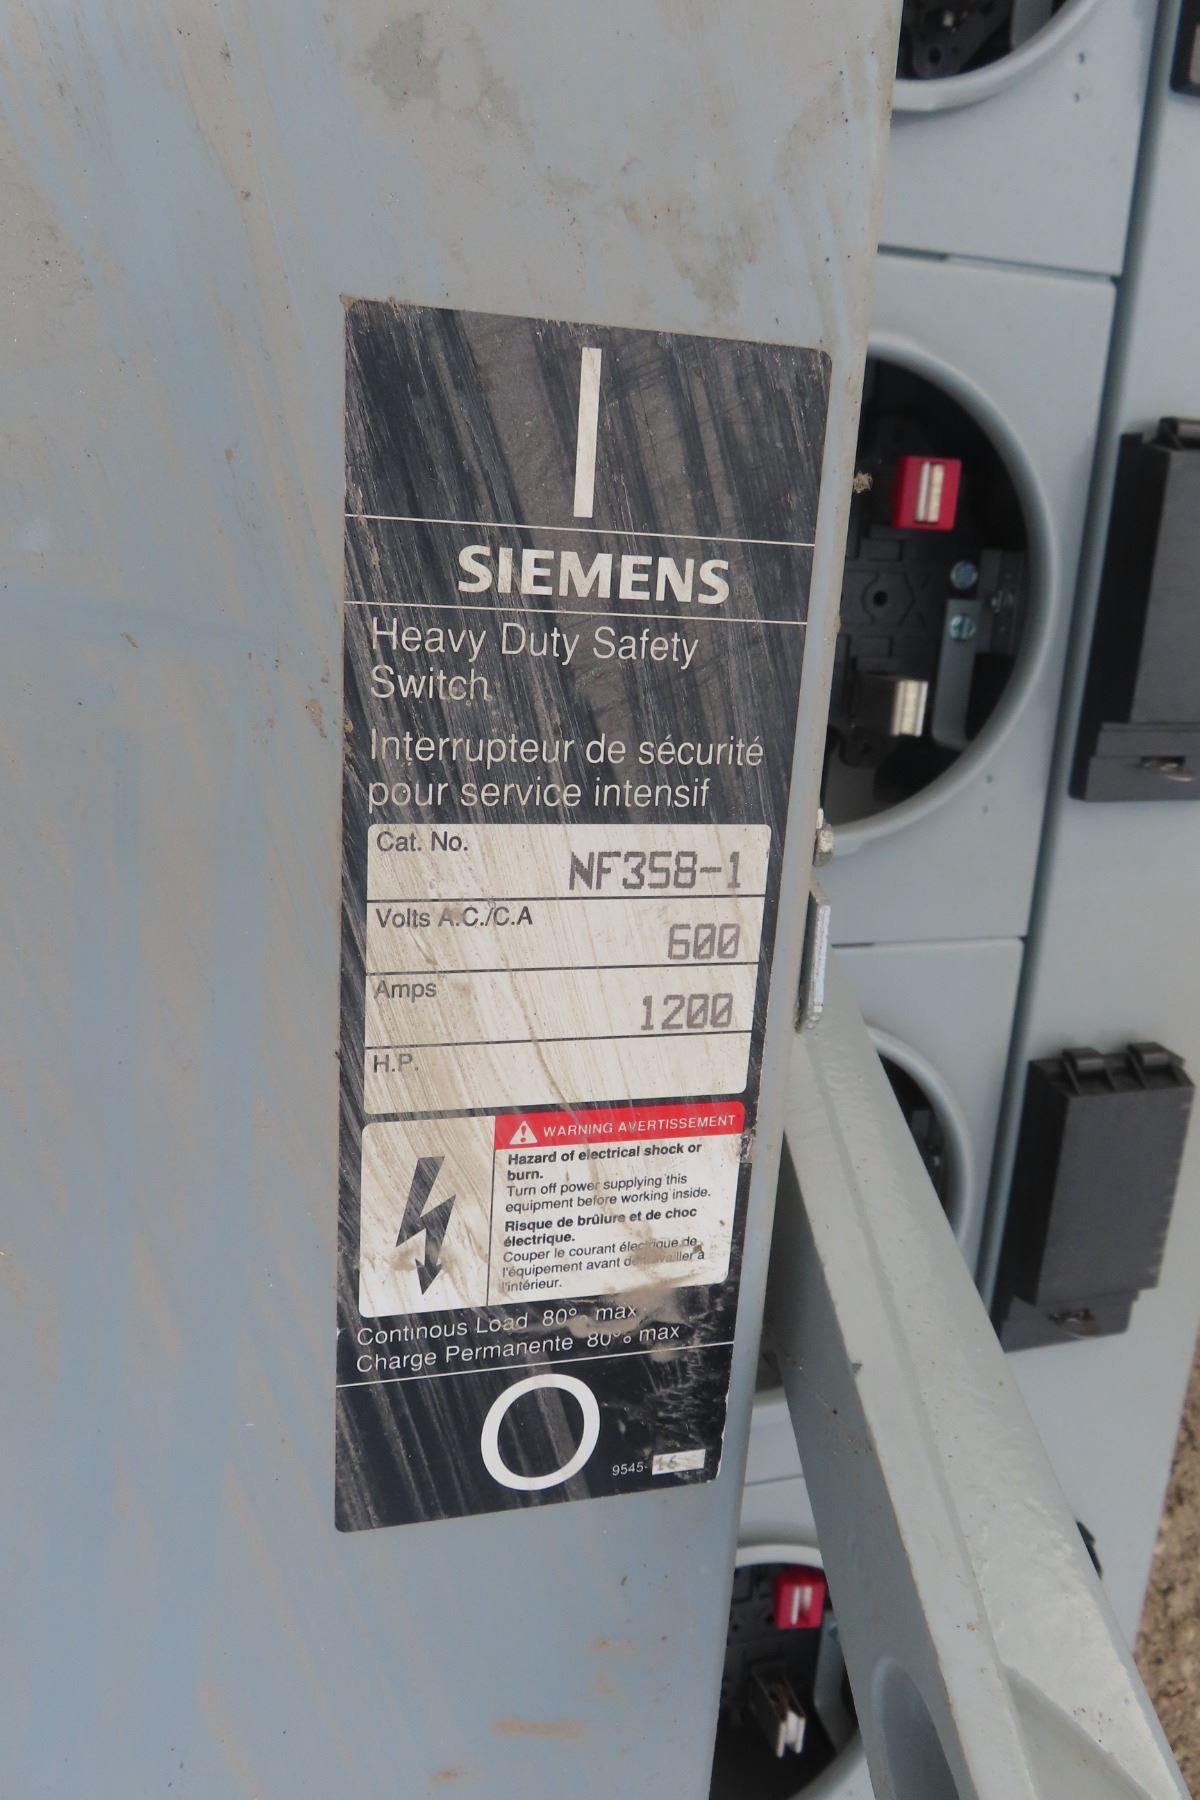 I
SIEMENS
Heavy Duty Safety
Switch
Interrupteur de sécurité
pour service intensif
Cat. No.
NF358-1
Volts A.C./C.A
600
Amps
1200
H.P.
WARNING AVERTISSEMENT
Hazard of electrical shock or
burn.
Turn off power supplying this
equipment before working inside.
Risque de brûlure et de choc
électrique.
Couper le courant électrique de
l'équipement avant de travailler à
l'intérieur.
Continous Load 80% max
Charge Permanente 80% max
O
9545-16